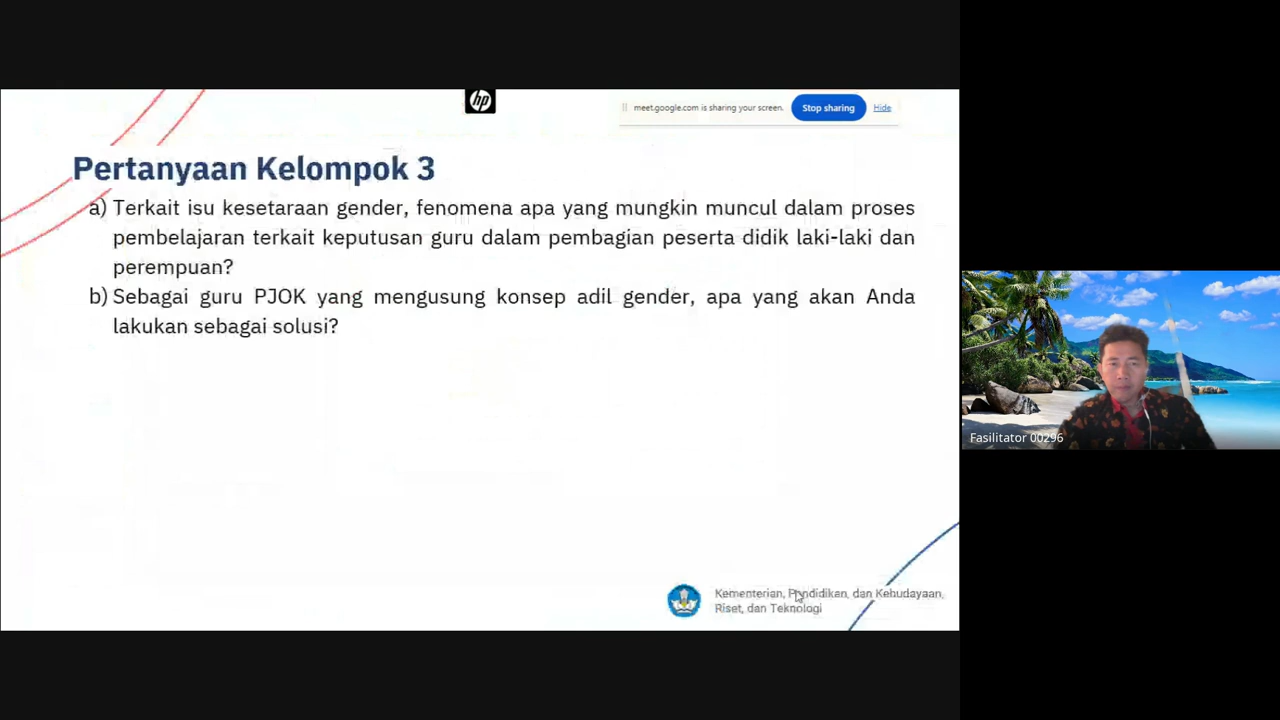 hp
meet.google.com is sharing your screen.
Stop sharing
Hide
Pertanyaan Kelompok 3
a) Terkait isu kesetaraan gender, fenomena apa yang mungkin muncul dalam proses
pembelajaran terkait keputusan guru dalam pembagian peserta didik laki-laki dan
perempuan?
b) Sebagai guru PJOK yang mengusung konsep adil gender, apa yang akan Anda
lakukan sebagai solusi?
Fasilitator 00296
Kementerian, Pendidikan, dan Kebudayaan,
Riset, dan Teknologi